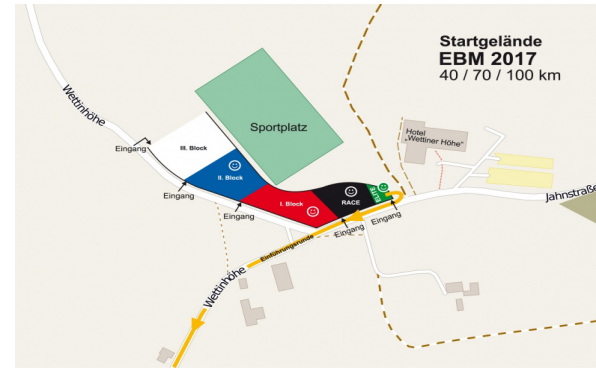 Startgelände
EBM 2017
40 / 70 / 100 km
Wettinhöhe
Sportplatz
Hotel
„Wettiner Höhe“
III. Block
Eingang
II. Block
Eingang
ELITE
RACE
I. Block
Eingang
Eingang
Eingang
Jahnstraße
Einführungsrunde
Wettinhöhe